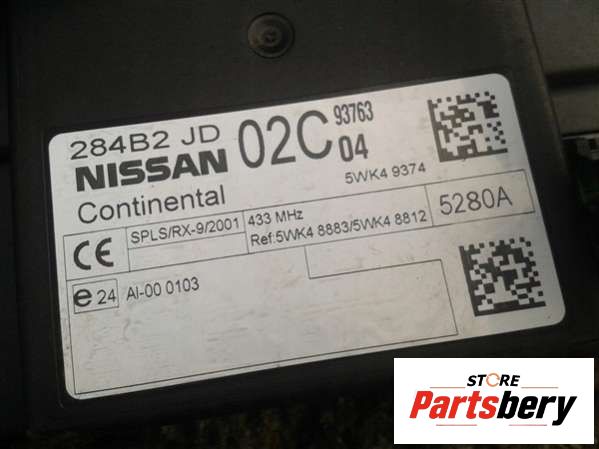 284B2 JD 02C 93763
NISSAN 04
Continental 5WK4 9374
CE SPLS/RX-9/2001 433 MHz 5280A
Ref:5WK4 8883/5WK4 8812
e 24 AI-00 0103
STORE
Partsbery